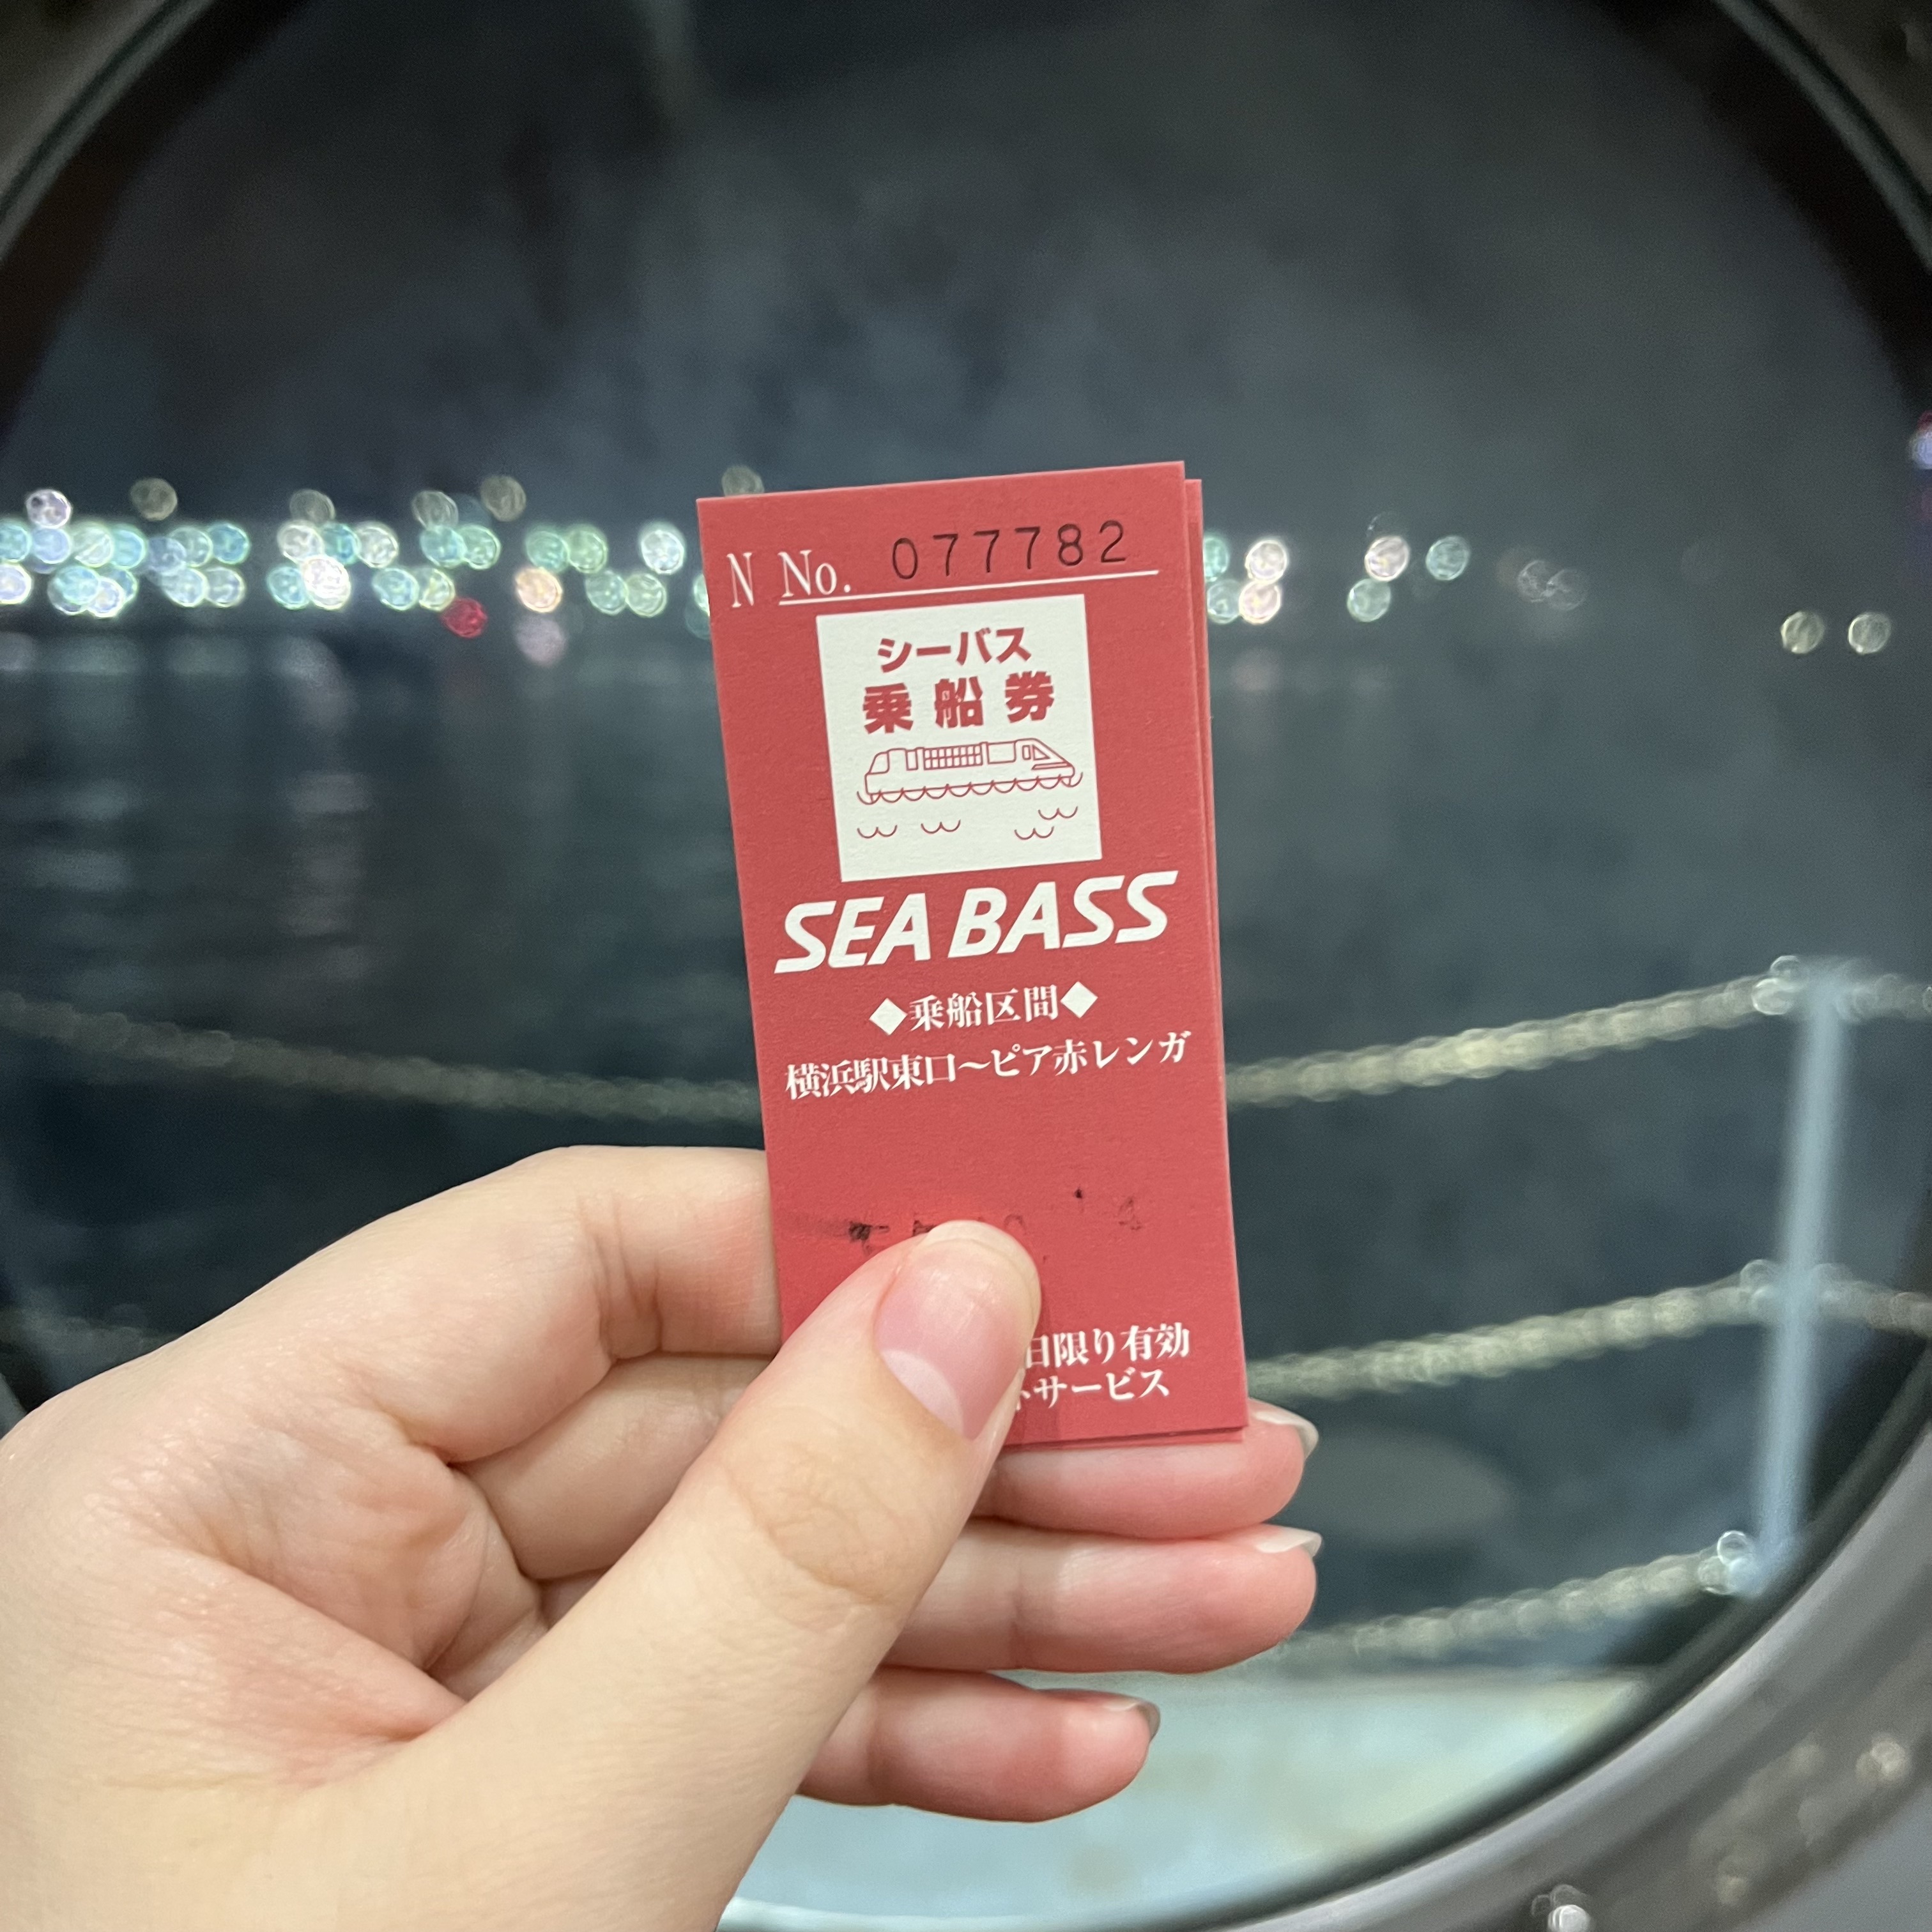 N No. 077782
シーバス
乗船券
SEA BASS
◆乗船区間◆
横浜駅東口〜ピア赤レンガ
日限り有効
サービス